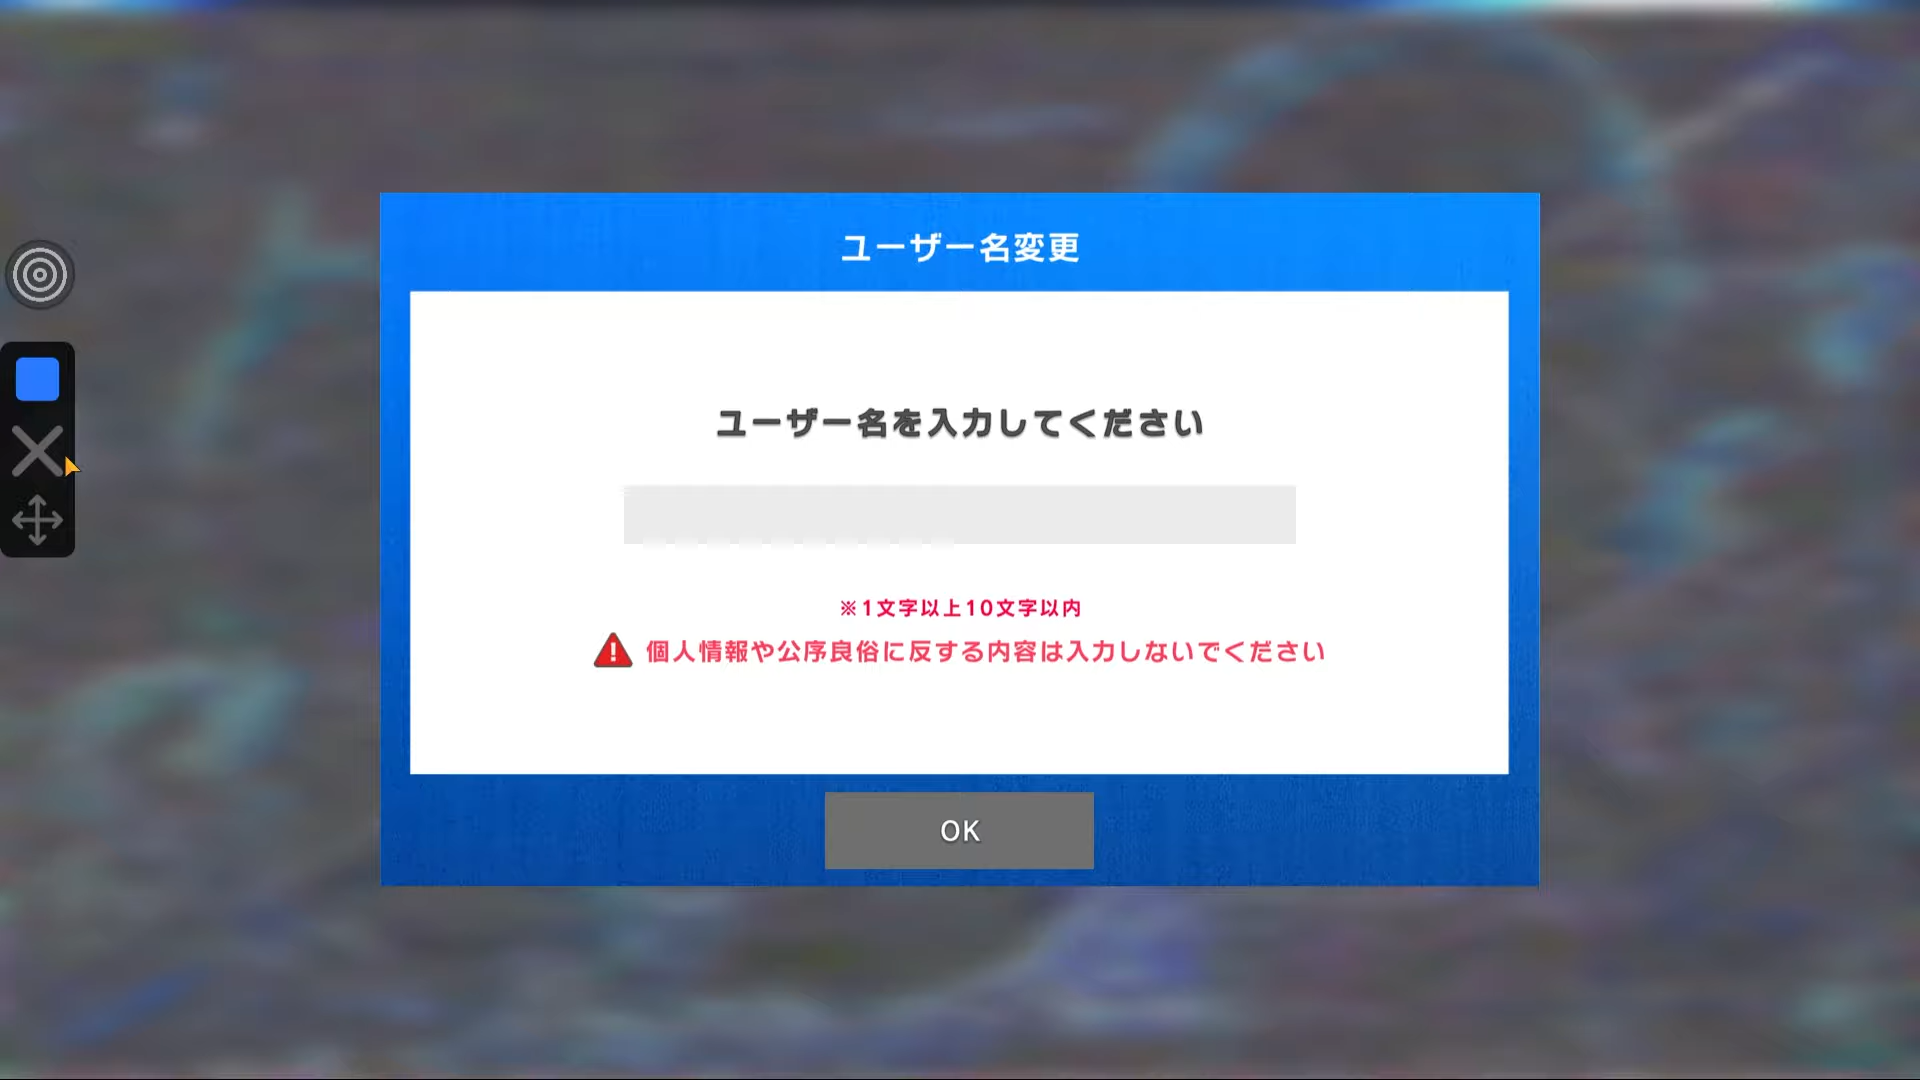 ユーザー名変更
ユーザー名を入力してください
※1文字以上10文字以内
個人情報や公序良俗に反する内容は入力しないでください
OK